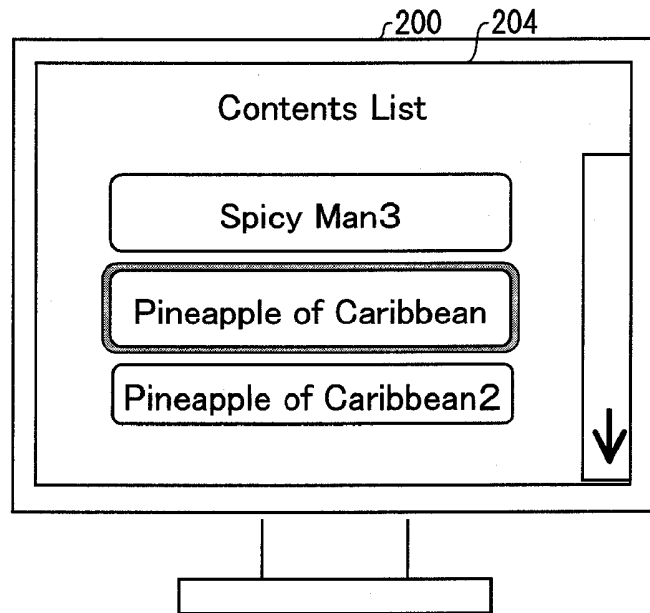 200
204
Contents List
Spicy Man3
Pineapple of Caribbean
Pineapple of Caribbean2